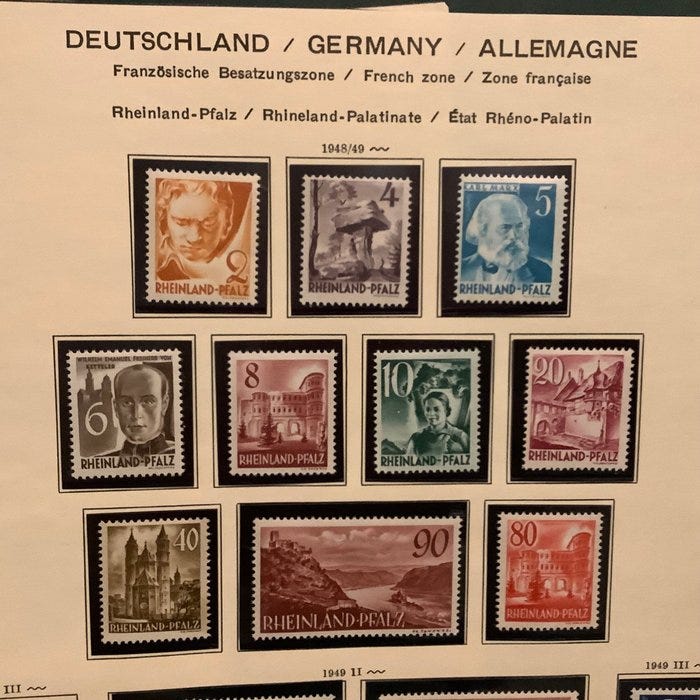 DEUTSCHLAND / GERMANY / ALLEMAGNE
Französische Besatzungszone / French zone / Zone française
Rheinland-Pfalz / Rhineland-Palatinate / État Rhéno-Palatin
1948/49
2
RHEINLAND-PFALZ
4
RHEINLAND-PFALZ
CARL MARX
5
RHEINLAND-PFALZ
WILHELM EMANUEL FREIHERR VON
KETTELER
6
RHEINLAND-PFALZ
8
RHEINLAND-PFALZ
10
RHEINLAND-PFALZ
20
RHEINLAND-PFALZ
40
RHEINLAND-PFALZ
90
RHEINLAND-PFALZ
80
RHEINLAND-PFALZ
III
1949 II
1949 III